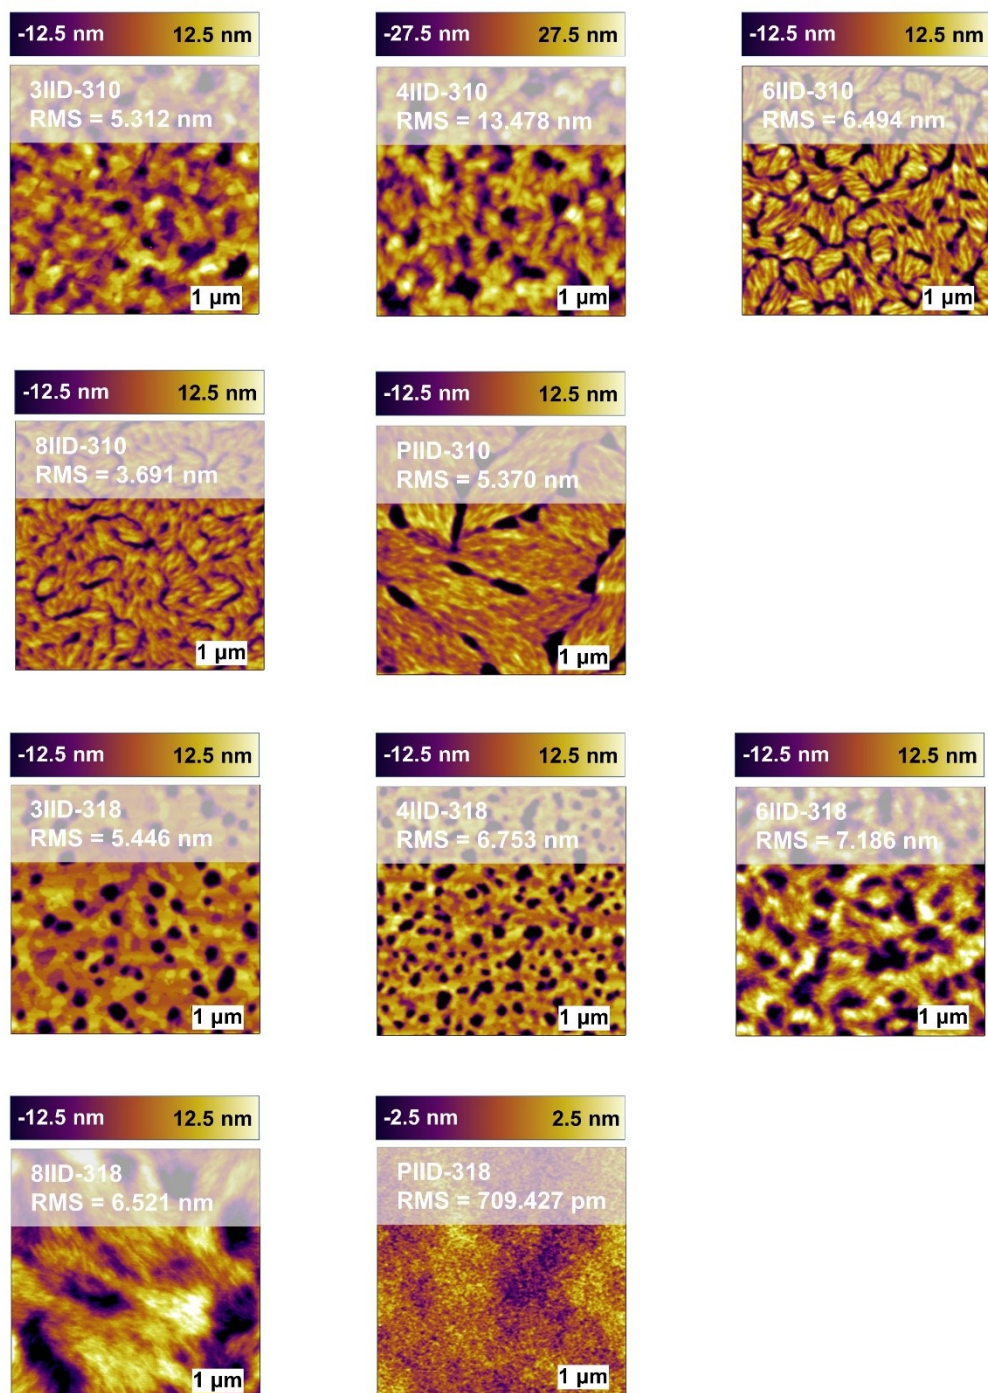 -12.5 nm 12.5 nm
3IID-310
RMS = 5.312 nm
1 μm
-27.5 nm 27.5 nm
4IID-310
RMS = 13.478 nm
1 μm
-12.5 nm 12.5 nm
6IID-310
RMS = 6.494 nm
1 μm
-12.5 nm 12.5 nm
8IID-310
RMS = 3.691 nm
1 μm
-12.5 nm 12.5 nm
PIID-310
RMS = 5.370 nm
1 μm
-12.5 nm 12.5 nm
3IID-318
RMS = 5.446 nm
1 μm
-12.5 nm 12.5 nm
4IID-318
RMS = 6.753 nm
1 μm
-12.5 nm 12.5 nm
6IID-318
RMS = 7.186 nm
1 μm
-12.5 nm 12.5 nm
8IID-318
RMS = 6.521 nm
1 μm
-2.5 nm 2.5 nm
PIID-318
RMS = 709.427 pm
1 μm